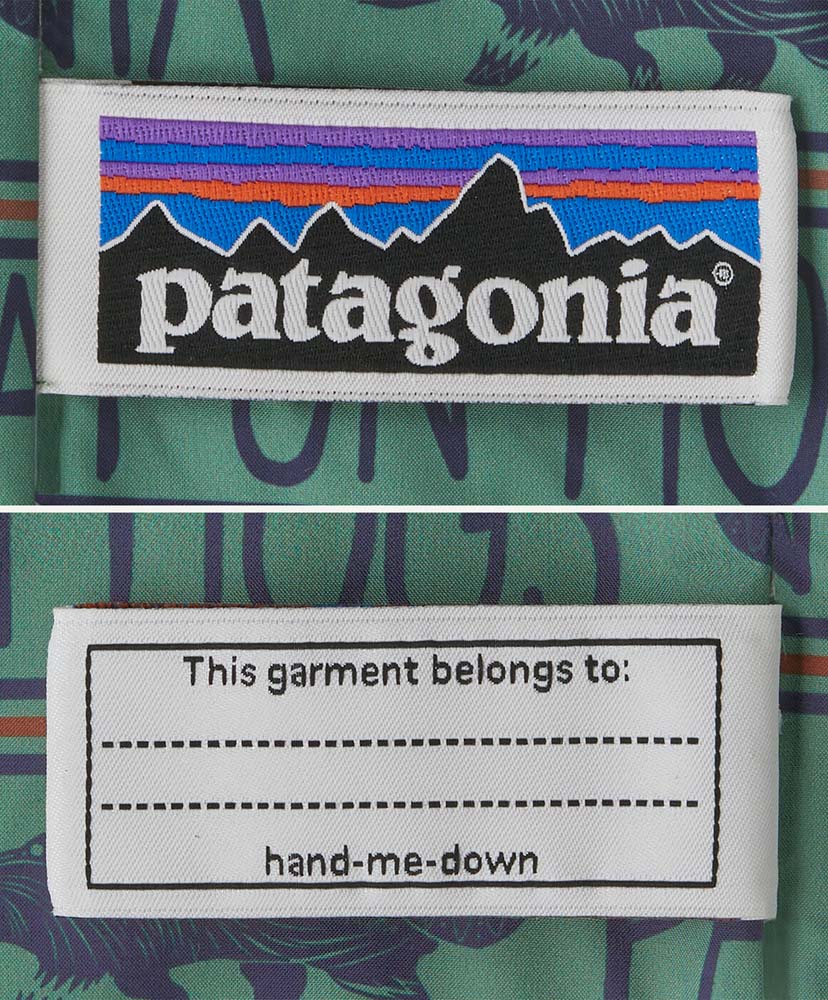 patagonia
This garment belongs to:
hand-me-down